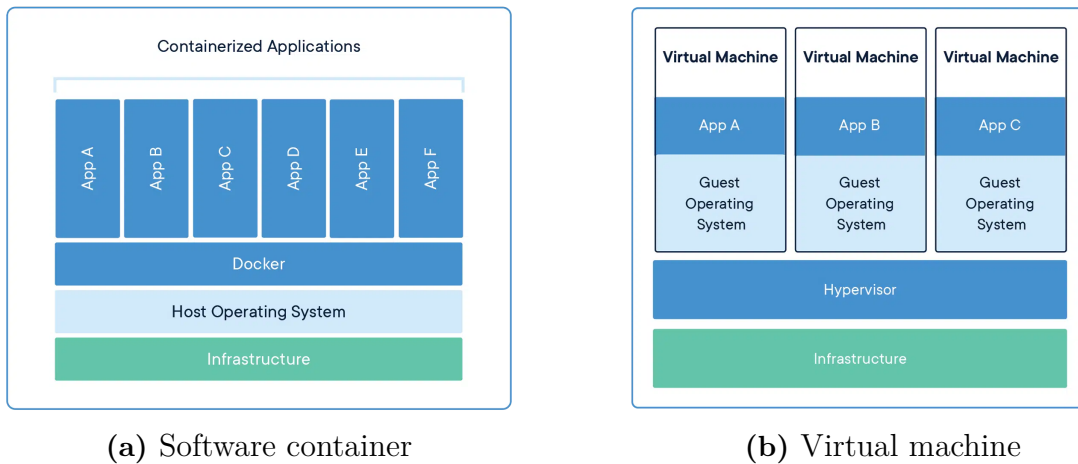 Containerized Applications
App A
App B
App C
App D
App E
App F
Docker
Host Operating System
Infrastructure
(a) Software container
Virtual Machine
App A
Guest
Operating
System
Virtual Machine
App B
Guest
Operating
System
Virtual Machine
App C
Guest
Operating
System
Hypervisor
Infrastructure
(b) Virtual machine